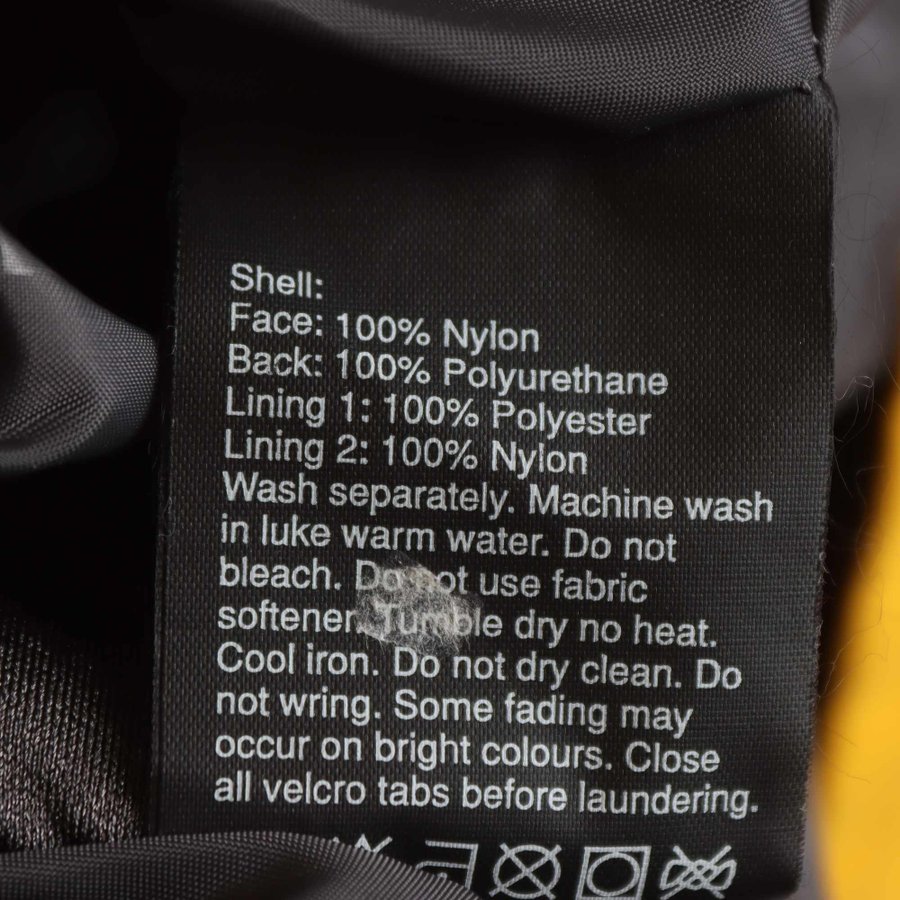 Shell:
Face: 100% Nylon
Back: 100% Polyurethane
Lining 1: 100% Polyester
Lining 2: 100% Nylon
Wash separately. Machine wash
in luke warm water. Do not
bleach. Do not use fabric
softener. Tumble dry no heat.
Cool iron. Do not dry clean. Do
not wring. Some fading may
occur on bright colours. Close
all velcro tabs before laundering.